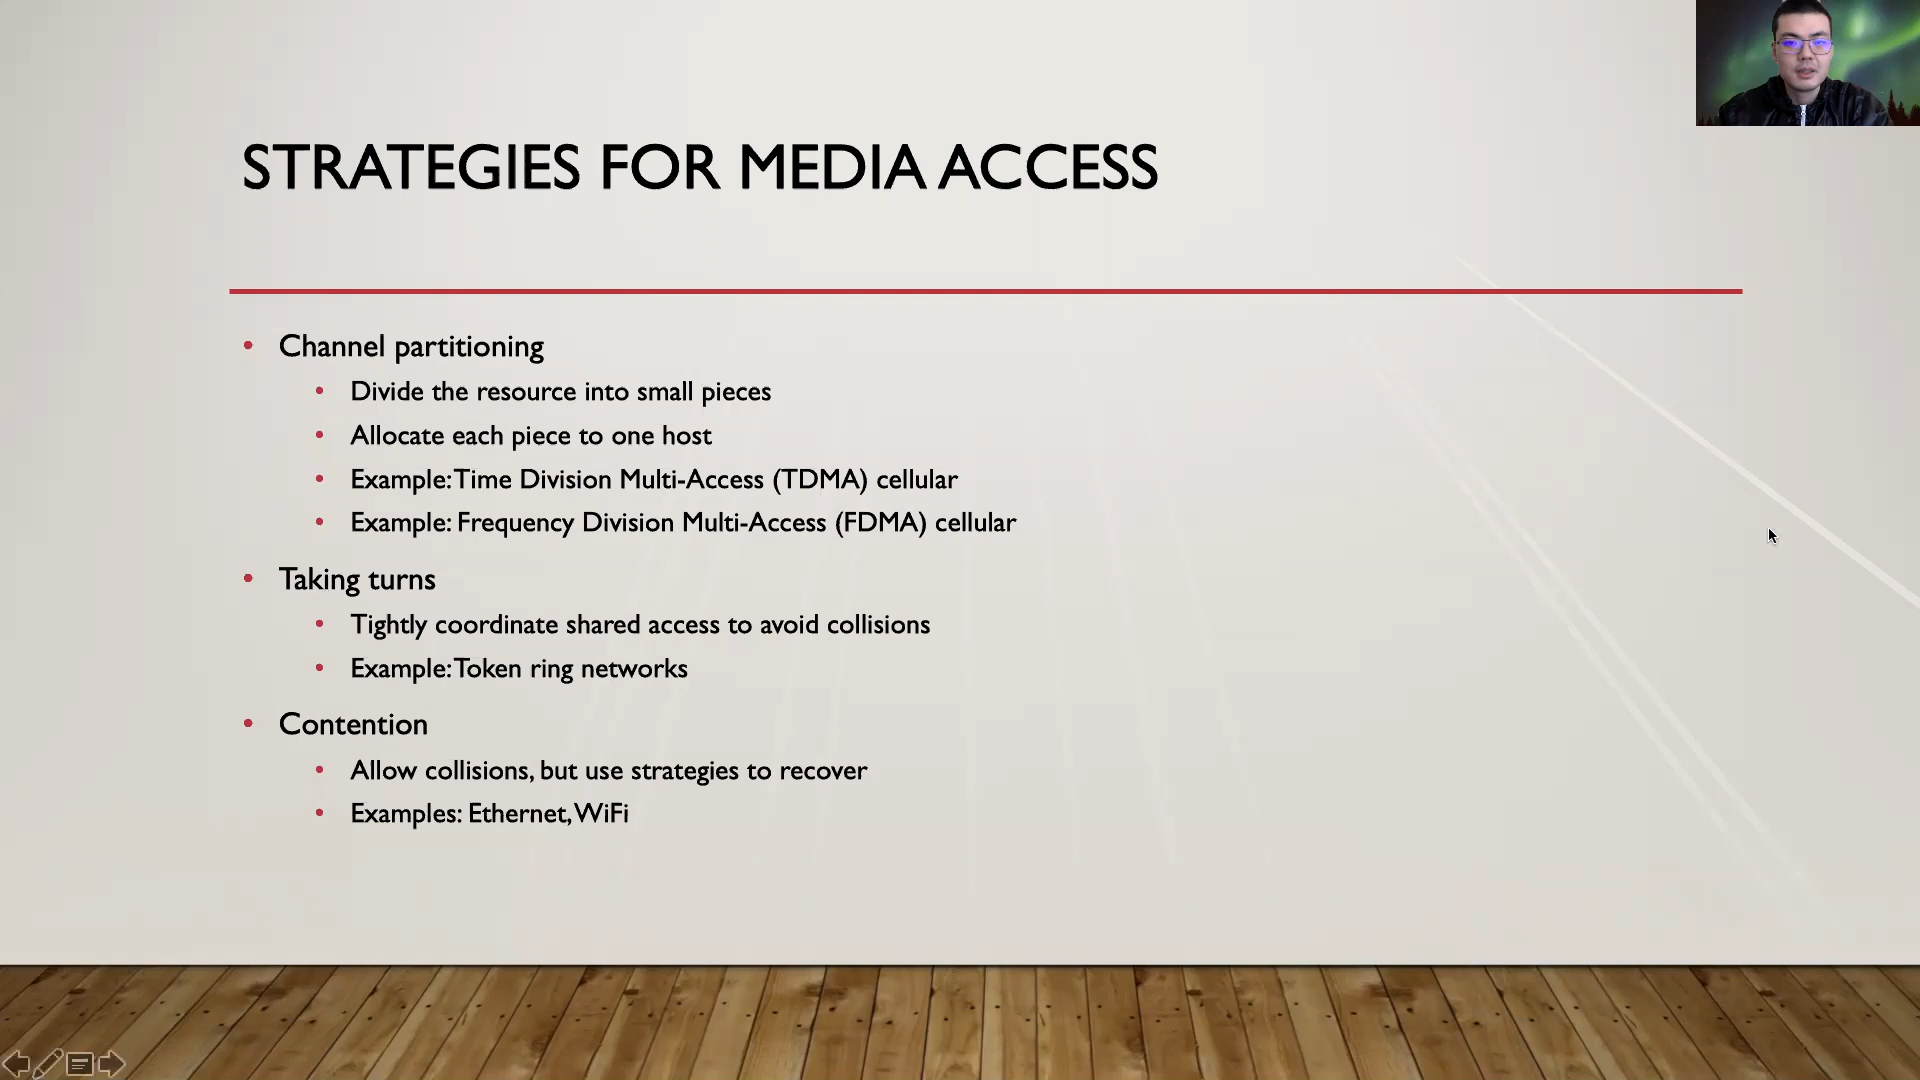 STRATEGIES FOR MEDIA ACCESS
Channel partitioning
Divide the resource into small pieces
Allocate each piece to one host
Example: Time Division Multi-Access (TDMA) cellular
Example: Frequency Division Multi-Access (FDMA) cellular
Taking turns
Tightly coordinate shared access to avoid collisions
Example: Token ring networks
Contention
Allow collisions, but use strategies to recover
Examples: Ethernet, WiFi